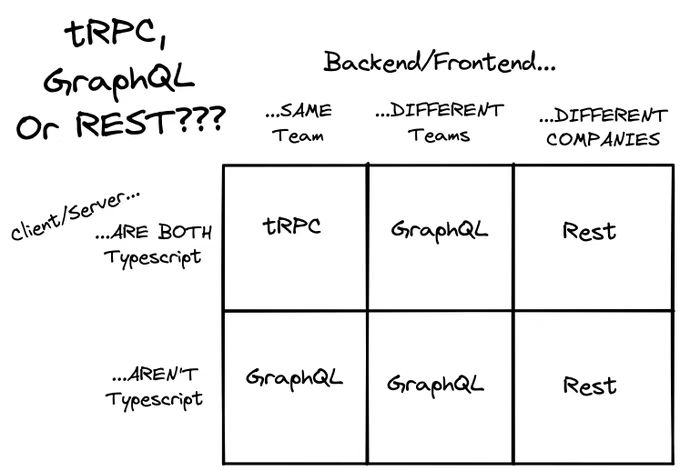 tRPC,
GraphQL
Or REST???
Backend/Frontend...
...SAME
Team
...DIFFERENT
Teams
...DIFFERENT
COMPANIES
Client/Server...
...ARE BOTH
Typescript
tRPC
GraphQL
Rest
...AREN'T
Typescript
GraphQL
GraphQL
Rest